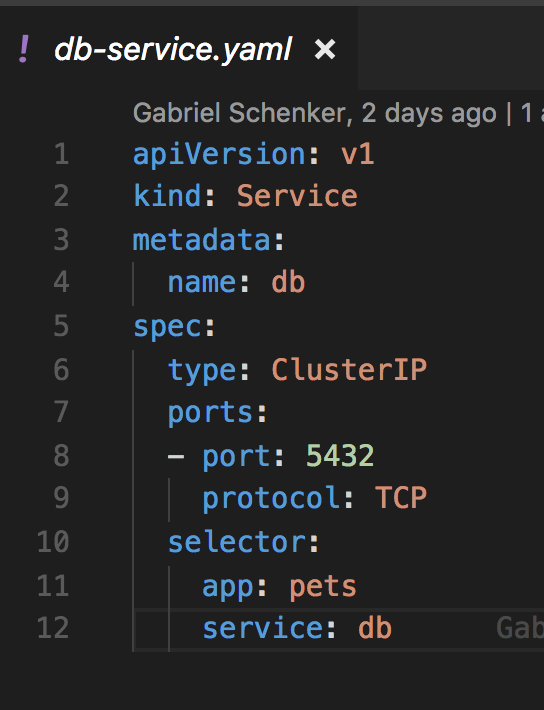 ! db-service.yaml ×
Gabriel Schenker, 2 days ago | 1
1 apiVersion: v1
2 kind: Service
3 metadata:
4   name: db
5 spec:
6   type: ClusterIP
7   ports:
8   - port: 5432
9     protocol: TCP
10   selector:
11     app: pets
12     service: db Gab